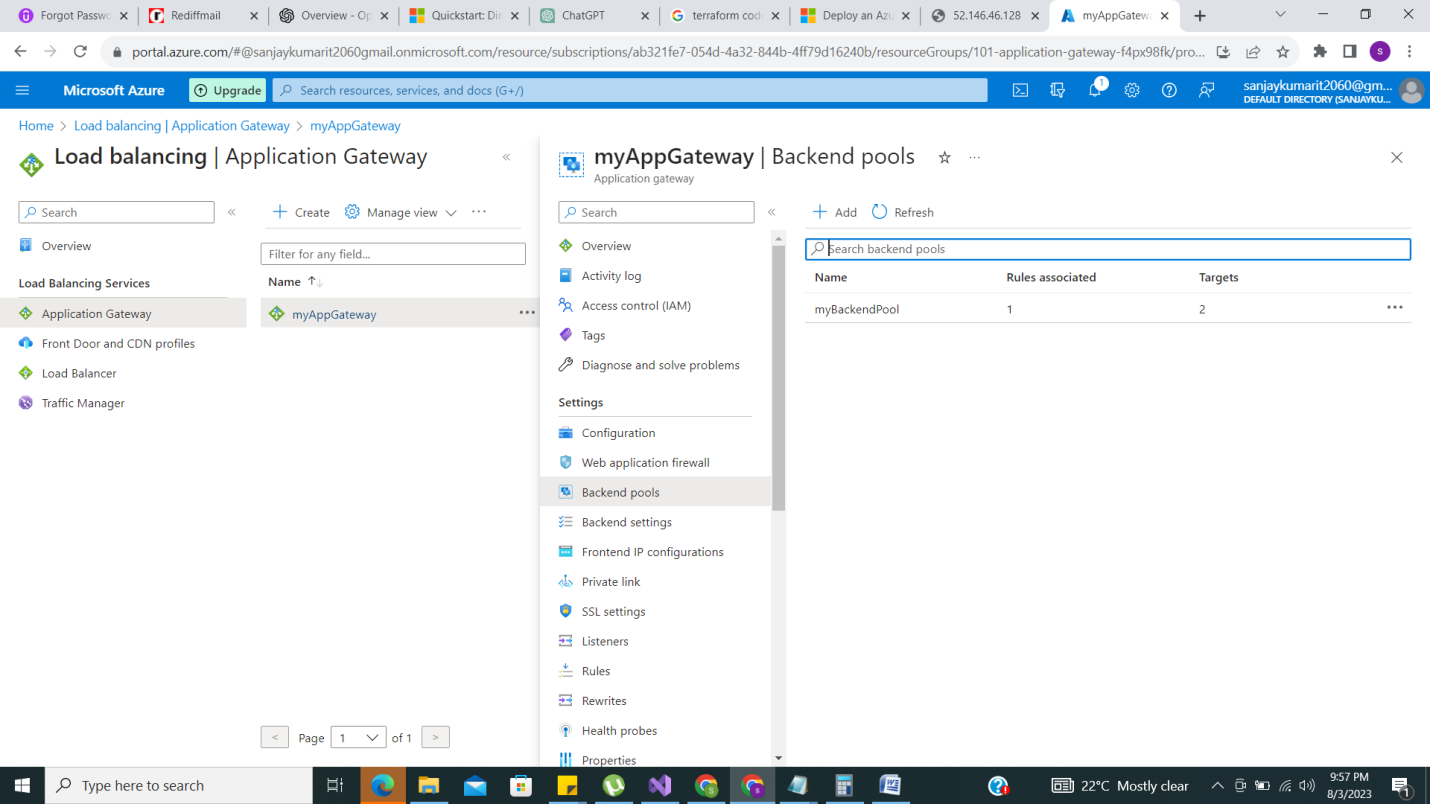 Forgot Passwo
Rediffmail
Overview - Op
Quickstart: Dir
ChatGPT
terraform code
Deploy an Azu
52.146.46.128
myAppGatewa
portal.azure.com/#@sanjaykumarit2060gmail.onmicrosoft.com/resource/subscriptions/ab321fe7-054d-4a32-844b-4ff79d16240b/resourceGroups/101-application-gateway-f4px98fk/pro...
s
Microsoft Azure
Upgrade
Search resources, services, and docs (G+/)
1
sanjaykumarit2060@gm...
DEFAULT DIRECTORY (SANJAYKU...
Home > Load balancing | Application Gateway > myAppGateway
Load balancing | Application Gateway
Search
Overview
Load Balancing Services
Application Gateway
Front Door and CDN profiles
Load Balancer
Traffic Manager
Create
Manage view
Filter for any field...
Name
myAppGateway
< Page 1 of 1 >
myAppGateway | Backend pools
Application gateway
Search
Overview
Activity log
Access control (IAM)
Tags
Diagnose and solve problems
Settings
Configuration
Web application firewall
Backend pools
Backend settings
Frontend IP configurations
Private link
SSL settings
Listeners
Rules
Rewrites
Health probes
Properties
Add
Refresh
Search backend pools
Name Rules associated Targets
myBackendPool 1 2
Type here to search
22°C Mostly clear
9:57 PM
8/3/2023
1